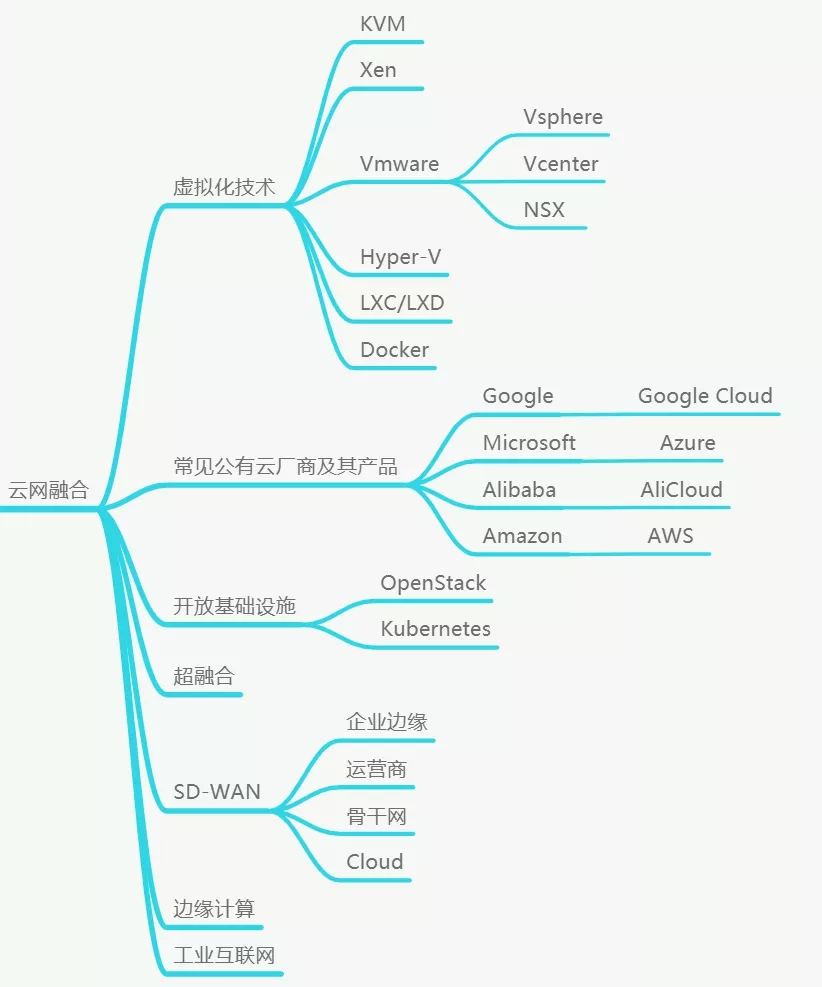 云网融合
虚拟化技术
KVM
Xen
Vmware
Vsphere
Vcenter
NSX
Hyper-V
LXC/LXD
Docker
常见公有云厂商及其产品
Google Google Cloud
Microsoft Azure
Alibaba AliCloud
Amazon AWS
开放基础设施
OpenStack
Kubernetes
超融合
SD-WAN
企业边缘
运营商
骨干网
Cloud
边缘计算
工业互联网